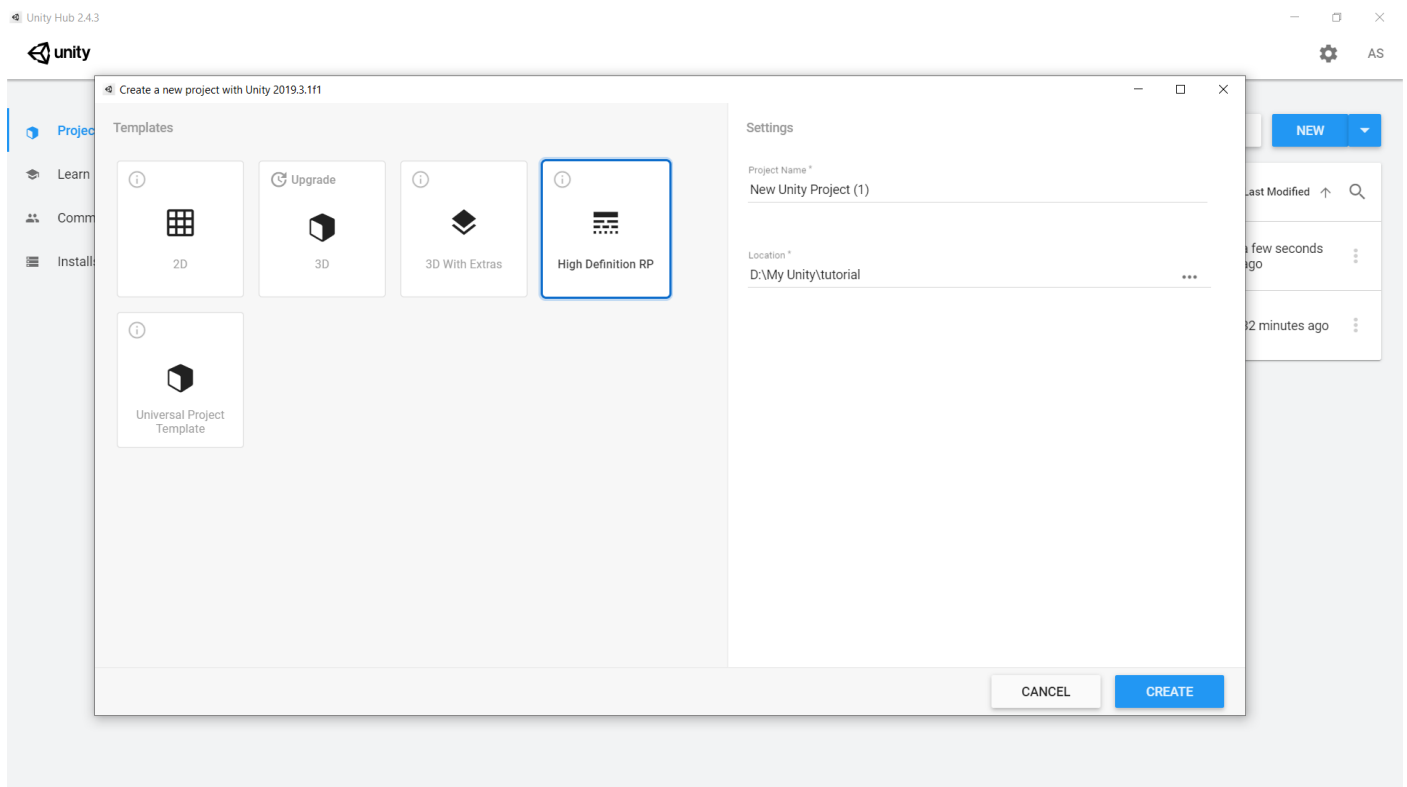 Unity Hub 2.4.3
unity
AS
Create a new project with Unity 2019.3.1f1
Projec
Learn
Comm
Install
NEW
Last Modified
a few seconds
ago
32 minutes ago
Templates
2D
Upgrade
3D
3D With Extras
High Definition RP
Universal Project
Template
Settings
Project Name *
New Unity Project (1)
Location *
D:\My Unity\tutorial
CANCEL
CREATE